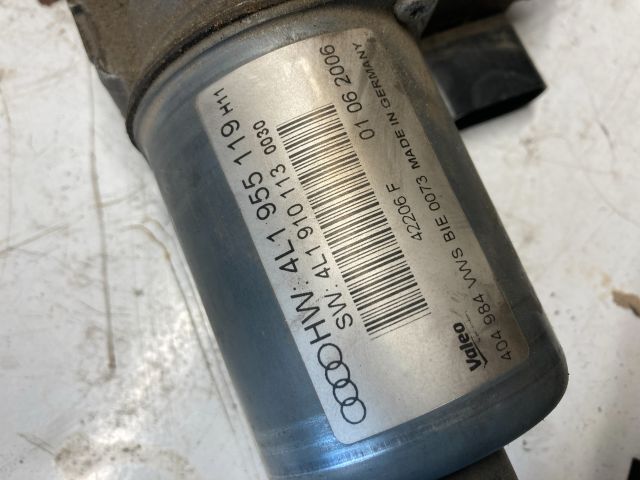 HW: 4L1 955 119 H11
SW: 4L1 910 113 0030
01 06 2006
42206 F
Valeo 404 984 VWS BIE 0073 MADE IN GERMANY